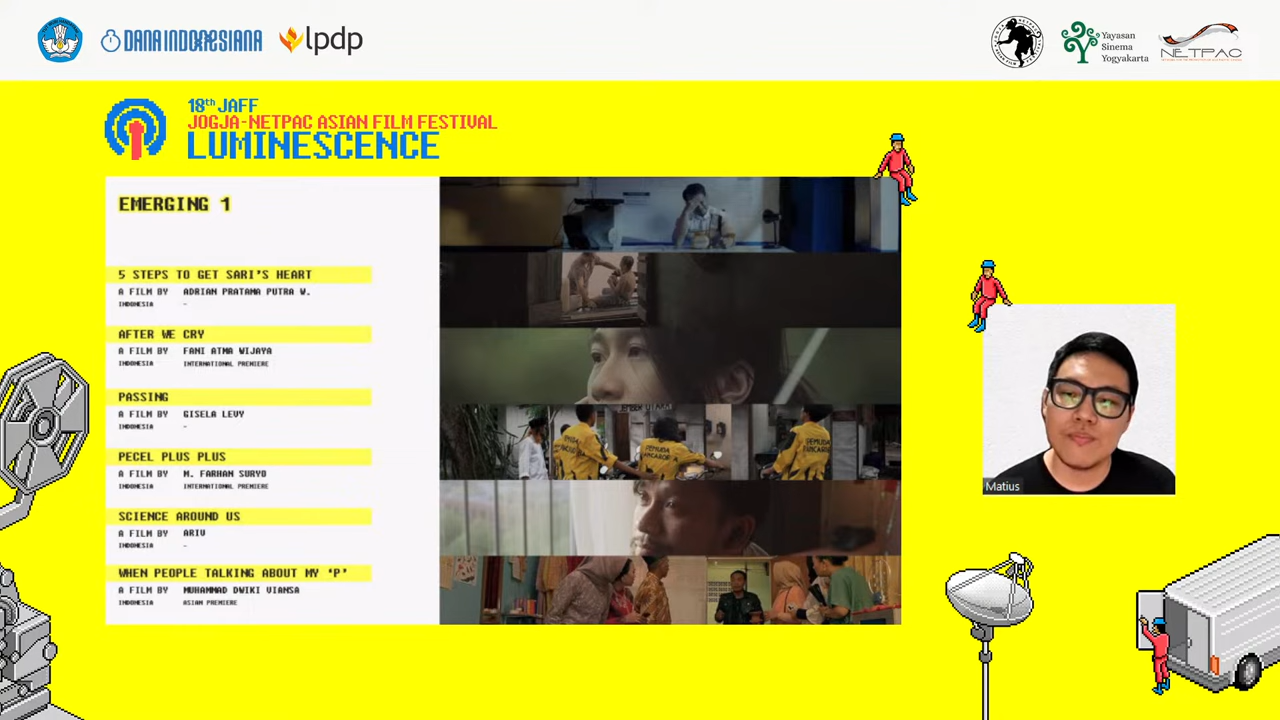 DANA INDONESIANA
lpdp
Yayasan
Sinema
Yogyakarta
NETPAC
18th JAFF
JOGJA-NETPAC ASIAN FILM FESTIVAL
LUMINESCENCE
EMERGING 1
5 STEPS TO GET SARI'S HEART
A FILM BY ADRIAN PRATAMA PUTRA W.
INDONESIA -
AFTER WE CRY
A FILM BY FANI ATMA WIJAYA
INDONESIA INTERNATIONAL PREMIERE
PASSING
A FILM BY GISELA LEVY
INDONESIA -
PECEL PLUS PLUS
A FILM BY M. FARHAN SURYO
INDONESIA INTERNATIONAL PREMIERE
SCIENCE AROUND US
A FILM BY ARIV
INDONESIA -
WHEN PEOPLE TALKING ABOUT MY 'P'
A FILM BY MUHAMMAD DWIKI VIANSA
INDONESIA ASIAN PREMIERE
PEMUDA
PEMUDA
PEMUDA
Matius